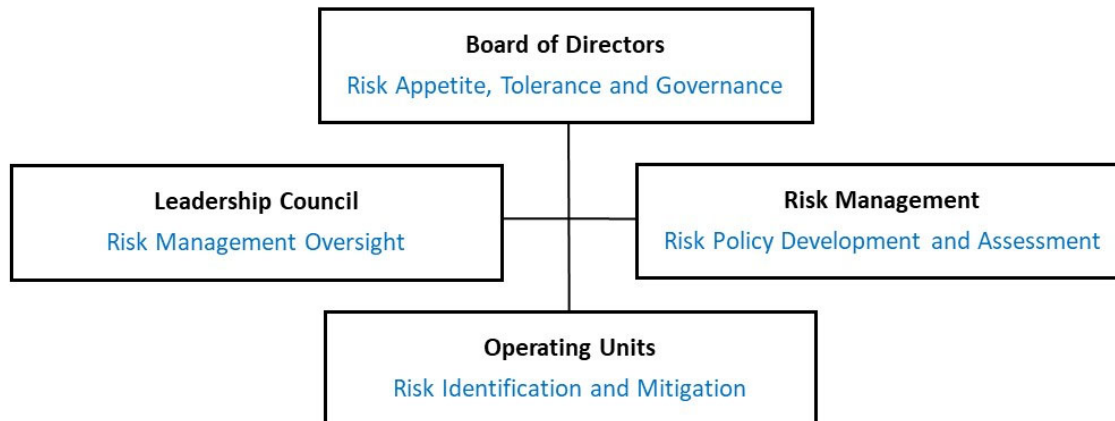 Board of Directors
Risk Appetite, Tolerance and Governance
Leadership Council
Risk Management Oversight
Risk Management
Risk Policy Development and Assessment
Operating Units
Risk Identification and Mitigation